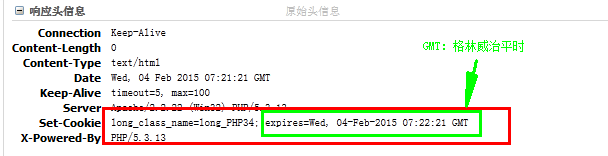 响应头信息 原始头信息
Connection Keep-Alive
Content-Length 0
Content-Type text/html
GMT: 格林威治平时
Date Wed, 04 Feb 2015 07:21:21 GMT
Keep-Alive timeout=5, max=100
Server Apache/2.2.22 (Win32) PHP/5.3.13
Set-Cookie long_class_name=long_PHP34; expires=Wed, 04-Feb-2015 07:22:21 GMT
X-Powered-By PHP/5.3.13